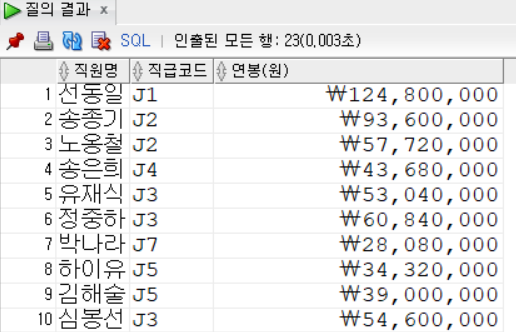 질의 결과 x
SQL | 인출된 모든 행: 23(0,003초)
직원명 직급코드 연봉(원)
1 선동일 J1 ₩124,800,000
2 송종기 J2 ₩93,600,000
3 노옹철 J2 ₩57,720,000
4 송은희 J4 ₩43,680,000
5 유재식 J3 ₩53,040,000
6 정중하 J3 ₩60,840,000
7 박나라 J7 ₩28,080,000
8 하이유 J5 ₩34,320,000
9 김해술 J5 ₩39,000,000
10 심봉선 J3 ₩54,600,000